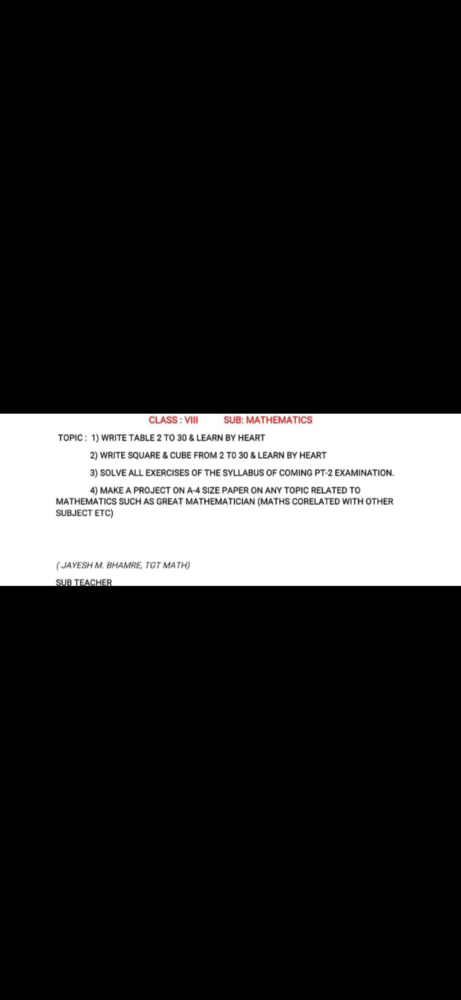 CLASS : VIII SUB: MATHEMATICS
TOPIC : 1) WRITE TABLE 2 TO 30 & LEARN BY HEART
2) WRITE SQUARE & CUBE FROM 2 T0 30 & LEARN BY HEART
3) SOLVE ALL EXERCISES OF THE SYLLABUS OF COMING PT-2 EXAMINATION.
4) MAKE A PROJECT ON A-4 SIZE PAPER ON ANY TOPIC RELATED TO
MATHEMATICS SUCH AS GREAT MATHEMATICIAN (MATHS CORELATED WITH OTHER
SUBJECT ETC)
( JAYESH M. BHAMRE, TGT MATH)
SUB TEACHER